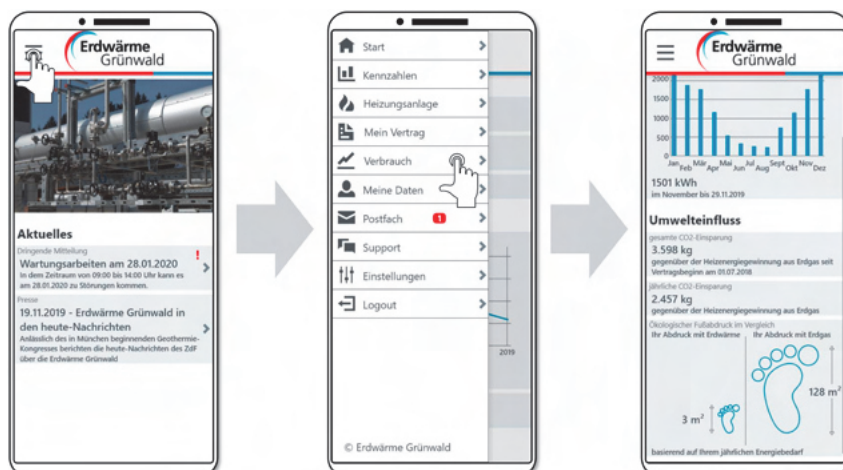 Erdwärme
Grünwald
Aktuelles
Dringende Mitteilung
Wartungsarbeiten am 28.01.2020
!
In dem Zeitraum von 09:00 bis 14:00 Uhr kann es
am 28.01.2020 zu Störungen kommen.
Presse
19.11.2019 - Erdwärme Grünwald in
den heute-Nachrichten
Anlässlich des in München beginnenden Geothermie-
Kongresses berichten die heute-Nachrichten des ZdF
über die Erdwärme Grünwald
Start
Kennzahlen
Heizungsanlage
Mein Vertrag
Verbrauch
Meine Daten
Postfach 1
Support
Einstellungen
Logout
2019
© Erdwärme Grünwald
Erdwärme
Grünwald
2000
1500
1000
500
0
Jan Feb Mär Apr Mai Jun Jul Aug Sept Okt Nov Dez
1501 kWh
im November bis 29.11.2019
Umwelteinfluss
gesamte CO2-Einsparung
3.598 kg
gegenüber der Heizenergiegewinnung aus Erdgas seit
Vertragsbeginn am 01.07.2018
jährliche CO2-Einsparung
2.457 kg
gegenüber der Heizenergiegewinnung aus Erdgas
Ökologischer Fußabdruck im Vergleich
Ihr Abdruck mit Erdwärme
Ihr Abdruck mit Erdgas
3 m²
128 m²
basierend auf Ihrem jährlichen Energiebedarf